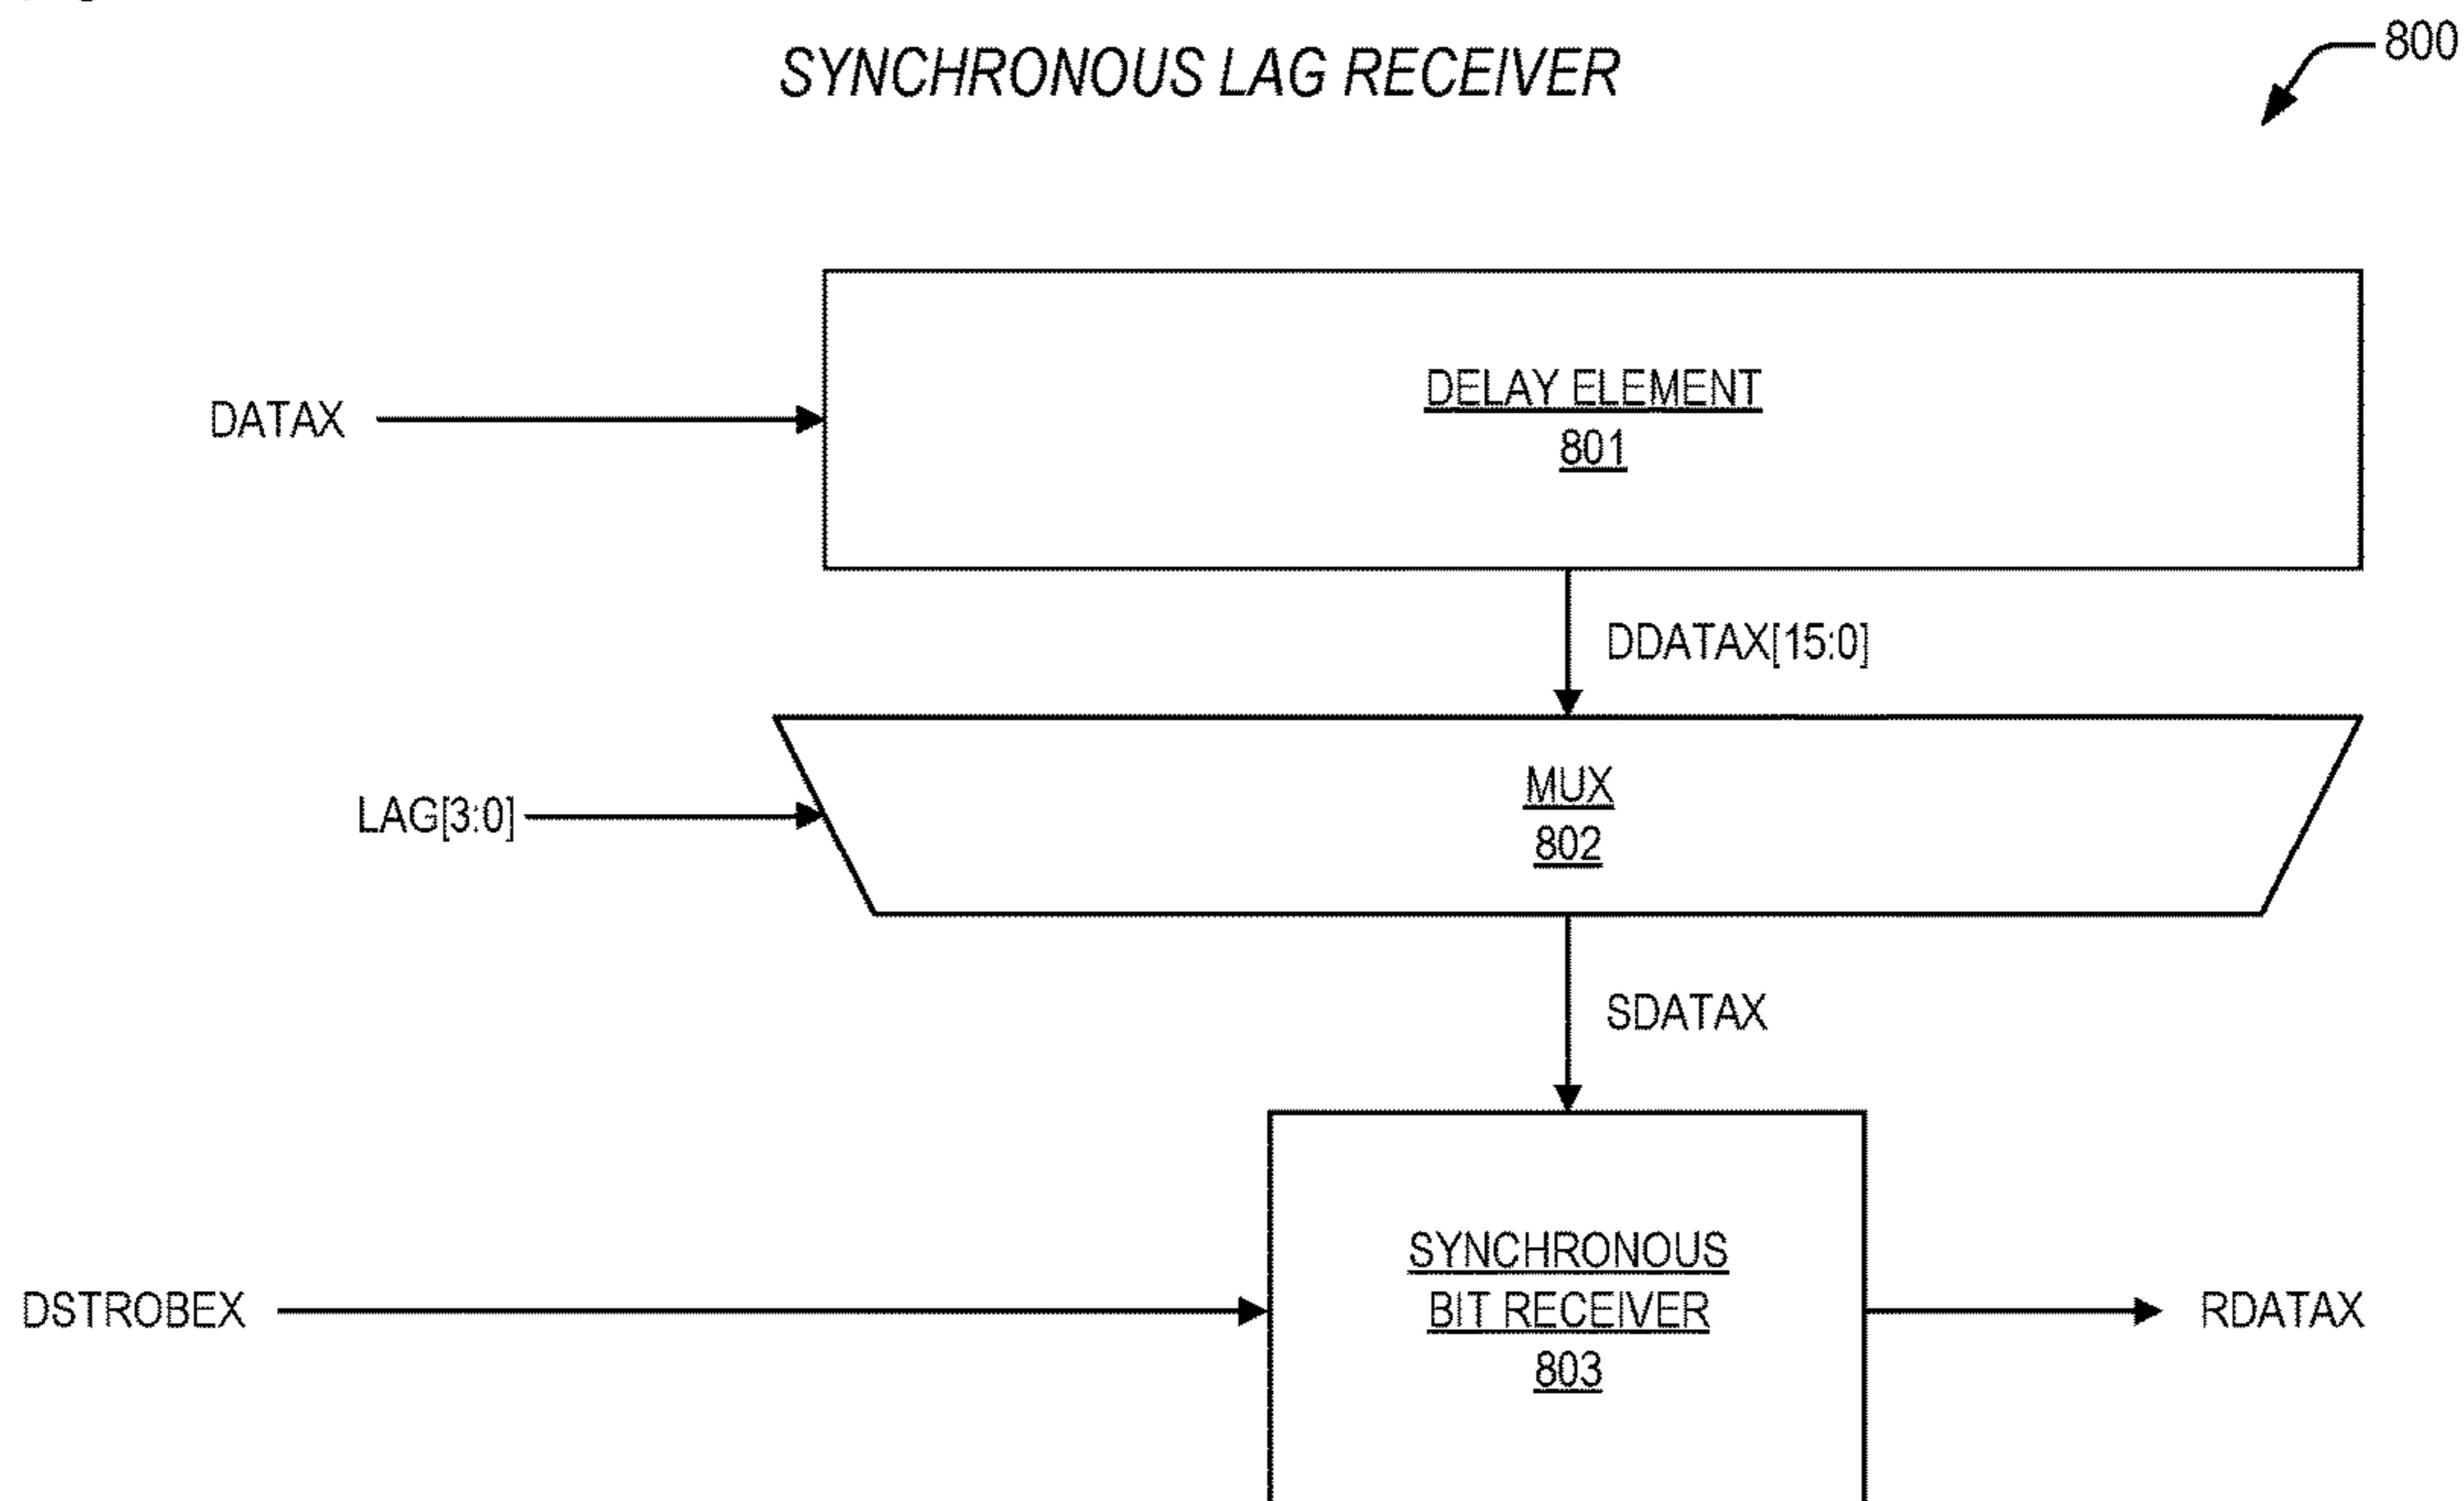 SYNCHRONOUS LAG RECEIVER
800
DELAY ELEMENT
801
DATAX
DDATAX[15:0]
MUX
802
LAG[3:0]
SDATAX
SYNCHRONOUS
BIT RECEIVER
803
DSTROBEX
RDATAX